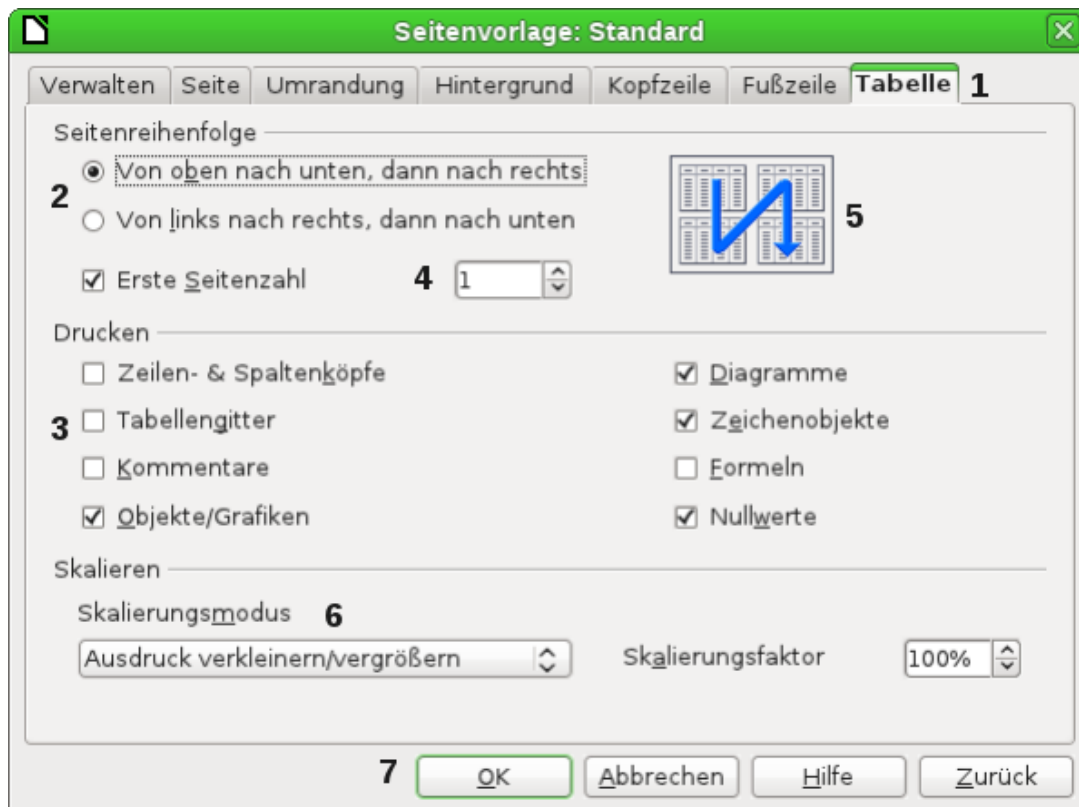 Seitenvorlage: Standard
Verwalten Seite Umrandung Hintergrund Kopfzeile Fußzeile Tabelle 1
Seitenreihenfolge
Von oben nach unten, dann nach rechts
2
Von links nach rechts, dann nach unten
5
Erste Seitenzahl 4 1
Drucken
Zeilen- & Spaltenköpfe Diagramme
3 Tabellengitter Zeichenobjekte
Kommentare Formeln
Objekte/Grafiken Nullwerte
Skalieren
Skalierungsmodus 6
Ausdruck verkleinern/vergrößern Skalierungsfaktor 100%
7 OK Abbrechen Hilfe Zurück